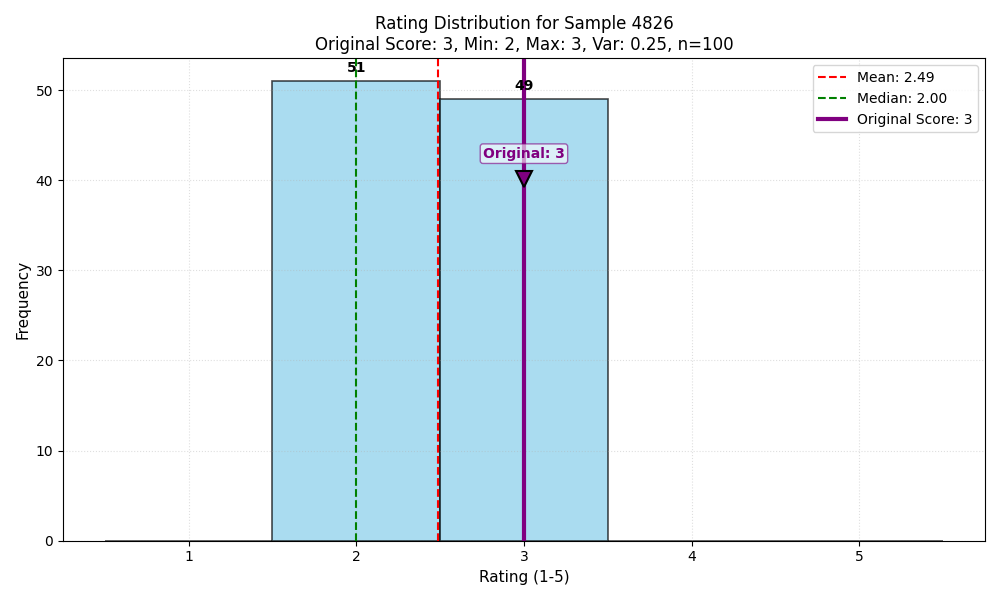 Rating Distribution for Sample 4826
Original Score: 3, Min: 2, Max: 3, Var: 0.25, n=100
51
49
Mean: 2.49
Median: 2.00
Original Score: 3
Original: 3
Frequency
50
40
30
20
10
0
1 2 3 4 5
Rating (1-5)